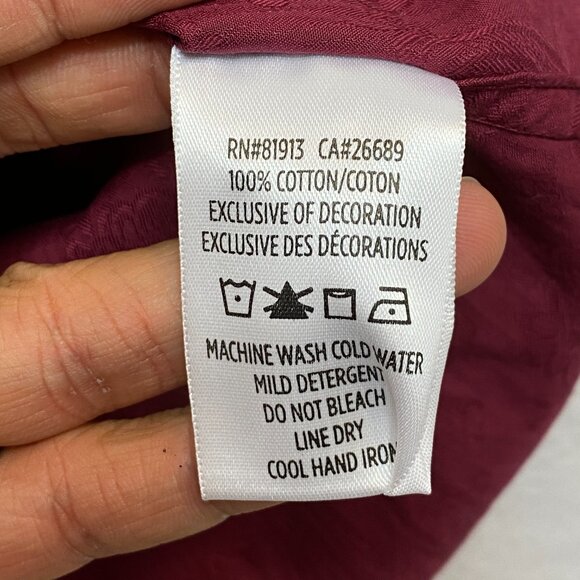 RN#81913 CA#26689
100% COTTON/COTON
EXCLUSIVE OF DECORATION
EXCLUSIVE DES DÉCORATIONS
MACHINE WASH COLD WATER
MILD DETERGENT
DO NOT BLEACH
LINE DRY
COOL HAND IRON